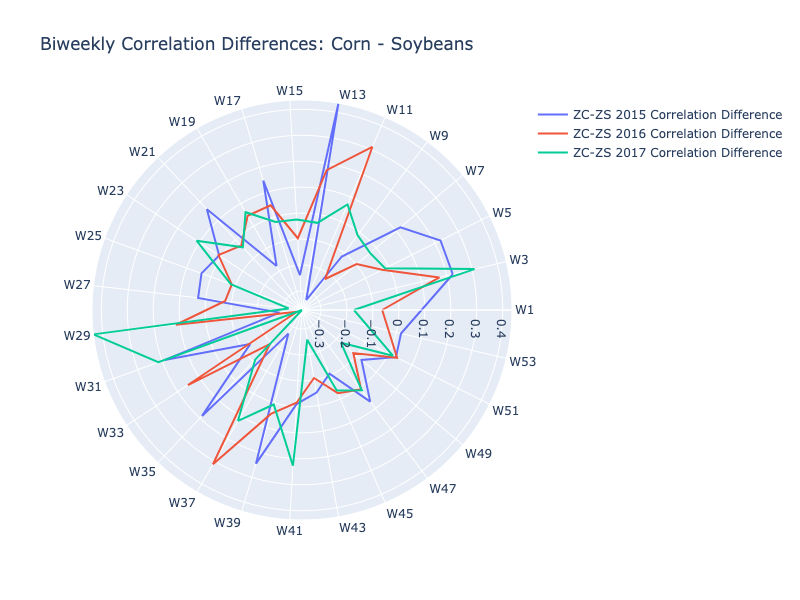 Biweekly Correlation Differences: Corn - Soybeans
ZC-ZS 2015 Correlation Difference
ZC-ZS 2016 Correlation Difference
ZC-ZS 2017 Correlation Difference
W1
W3
W5
W7
W9
W11
W13
W15
W17
W19
W21
W23
W25
W27
W29
W31
W33
W35
W37
W39
W41
W43
W45
W47
W49
W51
W53
−0.3
−0.2
−0.1
0
0.1
0.2
0.3
0.4